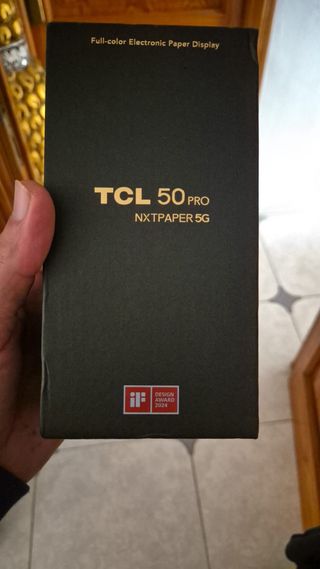 Full-color Electronic Paper Display
TCL 50 PRO
NXTPAPER 5G
iF
DESIGN
AWARD
2024